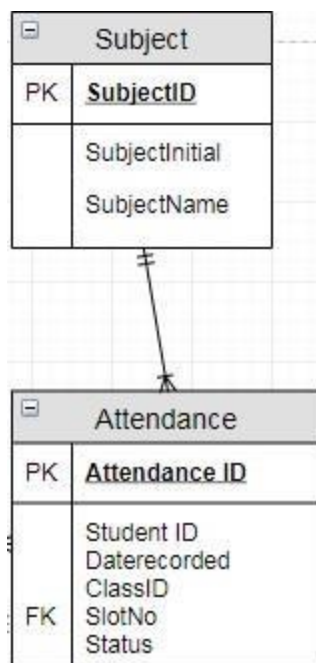 Subject
PK SubjectID
SubjectInitial
SubjectName
Attendance
PK Attendance ID
Student ID
Daterecorded
ClassID
FK SlotNo
Status